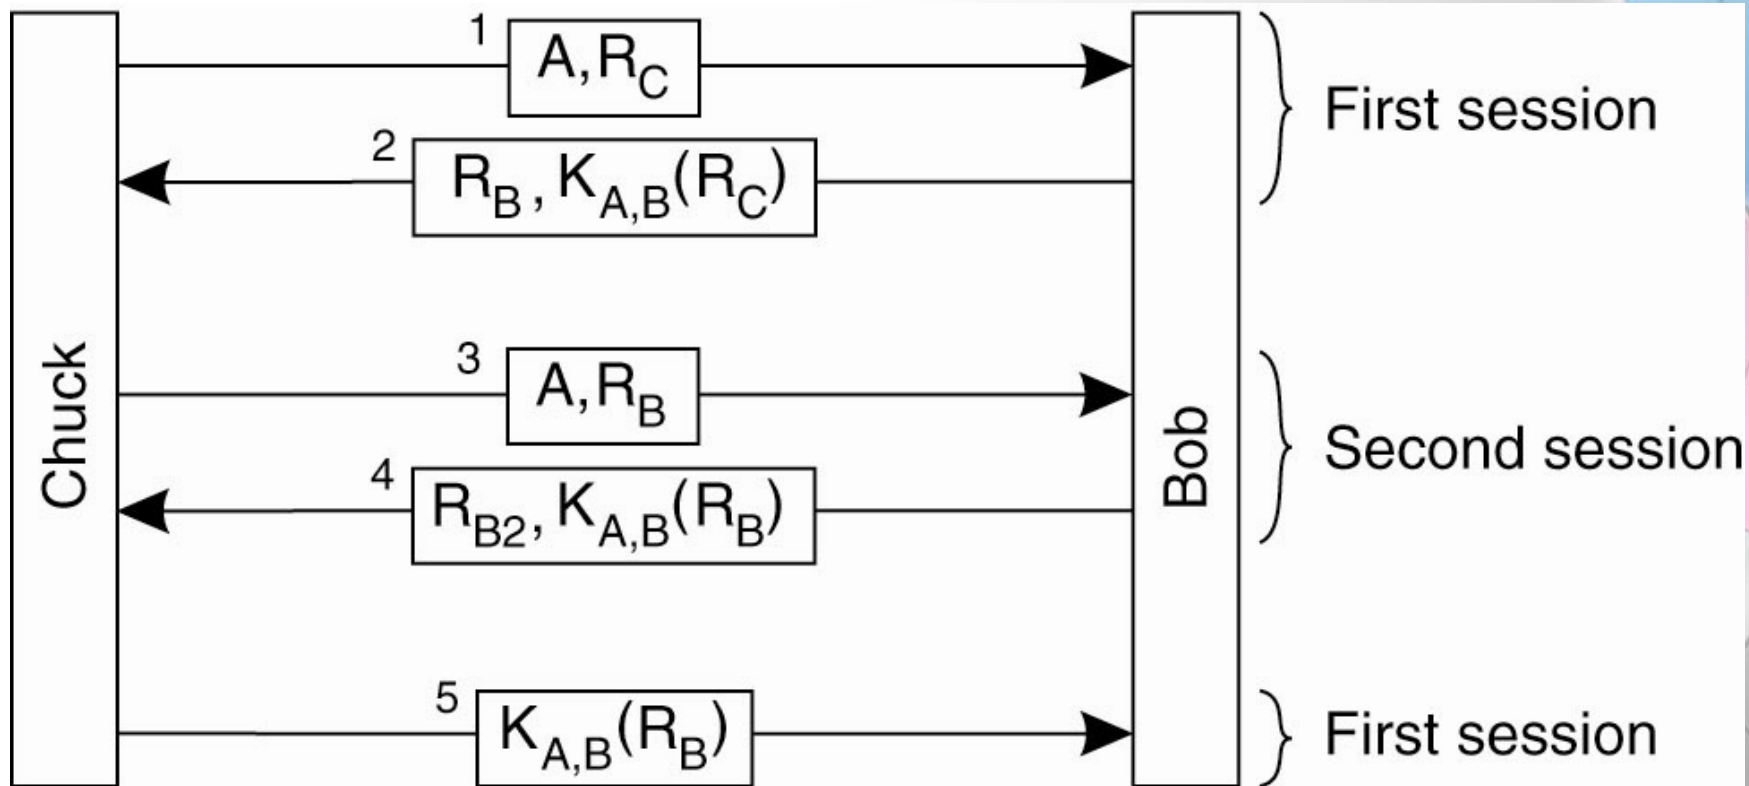 1
A,R_C
First session
2
R_B, K_A,B(R_C)
Chuck
3
A,R_B
Bob
Second session
4
R_B2, K_A,B(R_B)
5
K_A,B(R_B)
First session